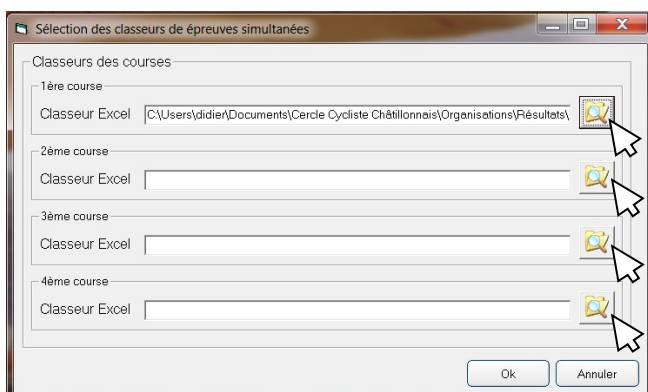 Sélection des classeurs de épreuves simultanées
Classeurs des courses
1ère course
Classeur Excel C:\Users\didier\Documents\Cercle Cycliste Châtillonnais\Organisations\Résultats\
2ème course
Classeur Excel
3ème course
Classeur Excel
4ème course
Classeur Excel
Ok Annuler